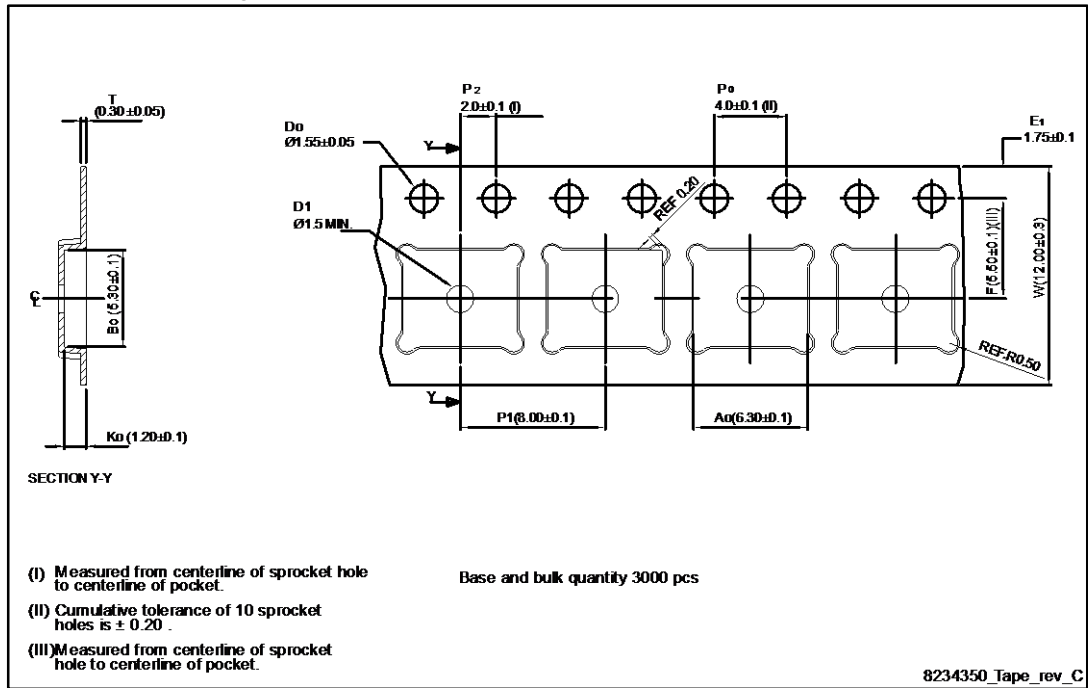 T
(0.30±0.05)
P2
2.0±0.1 (I)
P0
4.0±0.1 (II)
E1
1.75±0.1
D0
Ø1.55±0.05
Y
D1
Ø1.5 MIN.
REF 0.20
Bo (5.30±0.1)
F(5.50±0.1)(III)
W(12.00±0.3)
CL
REF.R0.50
Y
P1(8.00±0.1)
Ao(6.30±0.1)
Ko (1.20±0.1)
SECTION Y-Y
(I) Measured from centerline of sprocket hole
to centerline of pocket.
Base and bulk quantity 3000 pcs
(II) Cumulative tolerance of 10 sprocket
holes is ± 0.20 .
(III)Measured from centerline of sprocket
hole to centerline of pocket.
8234350_Tape_rev_C